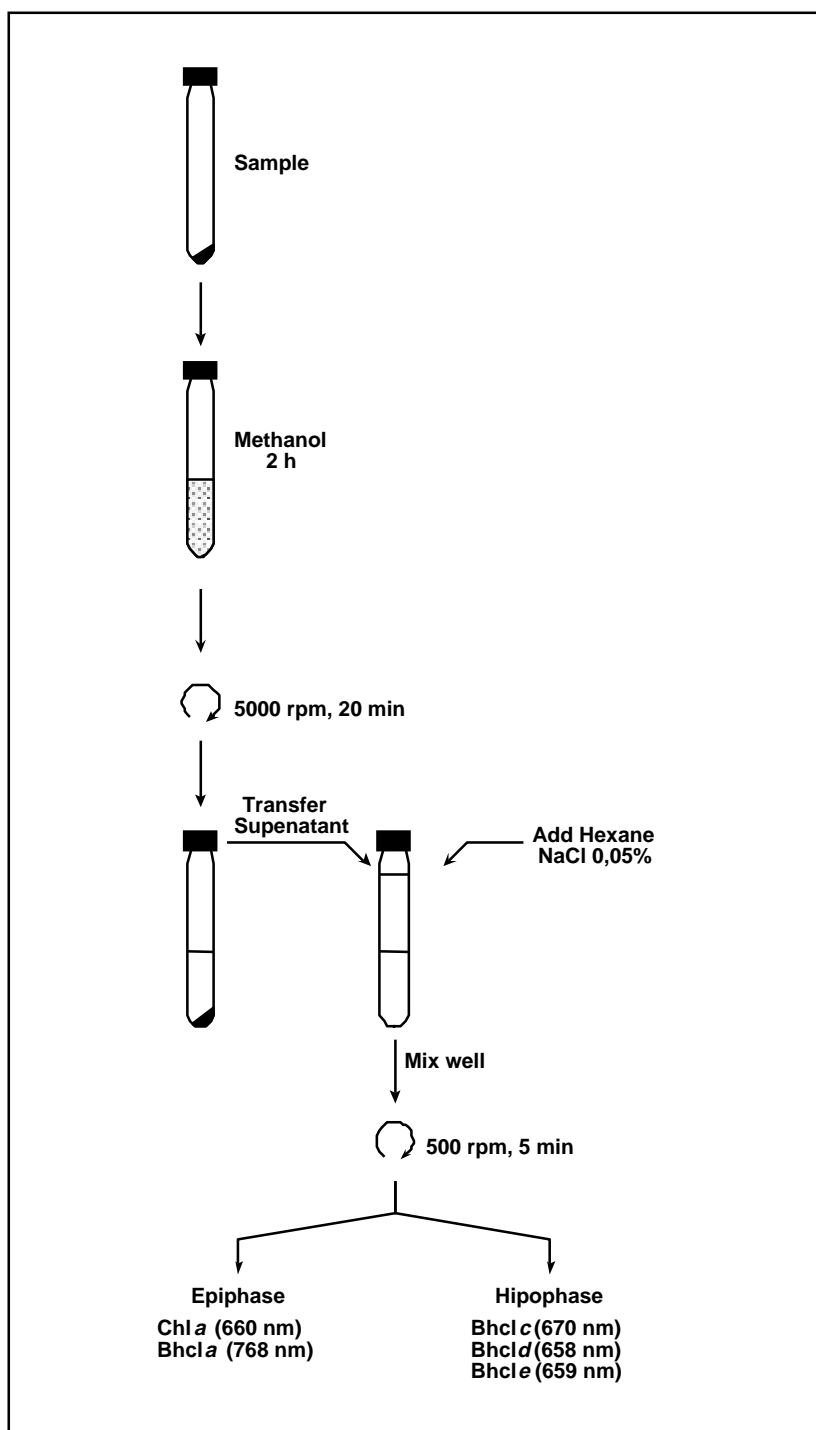 Sample
Methanol
2 h
5000 rpm, 20 min
Transfer
Supenatant
Add Hexane
NaCl 0,05%
Mix well
500 rpm, 5 min
Epiphase
Chl a (660 nm)
Bhcl a (768 nm)
Hipophase
Bhcl c (670 nm)
Bhcl d (658 nm)
Bhcl e (659 nm)